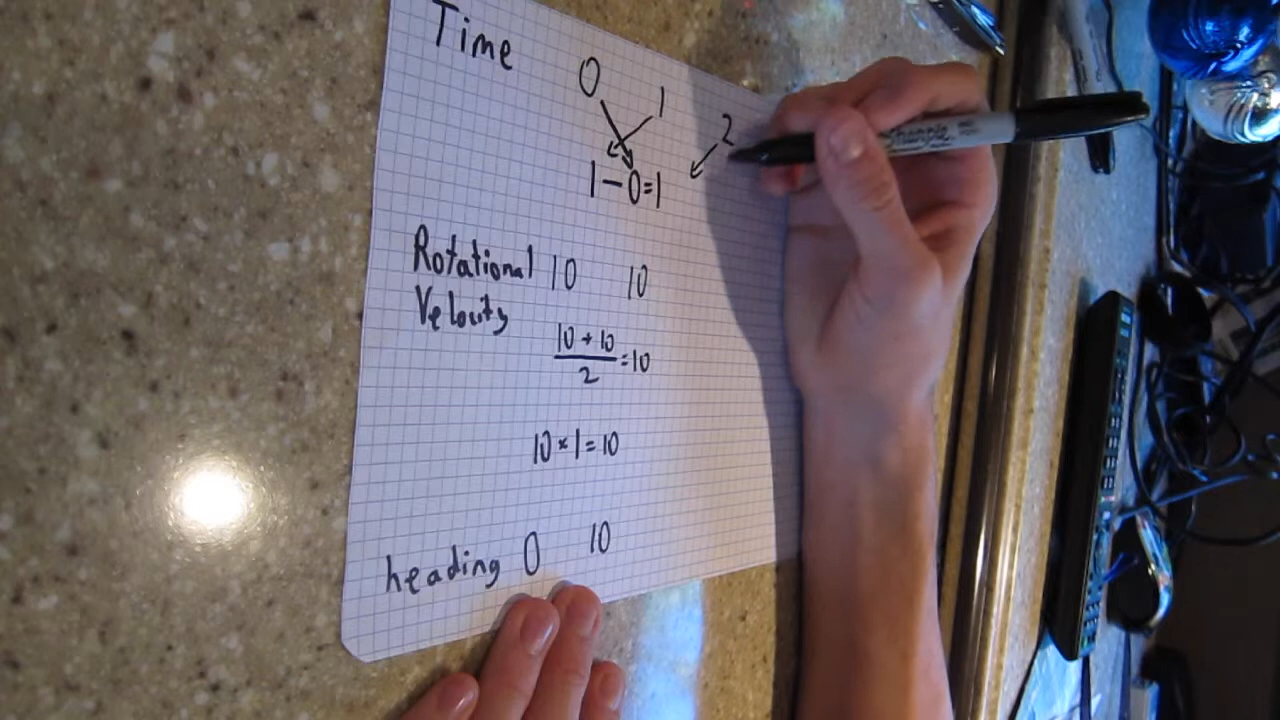 Time 0 1 2
1-0=1
Rotational 10 10
Velocity
10+10
2
=10
10×1=10
heading 0 10
Sharpie